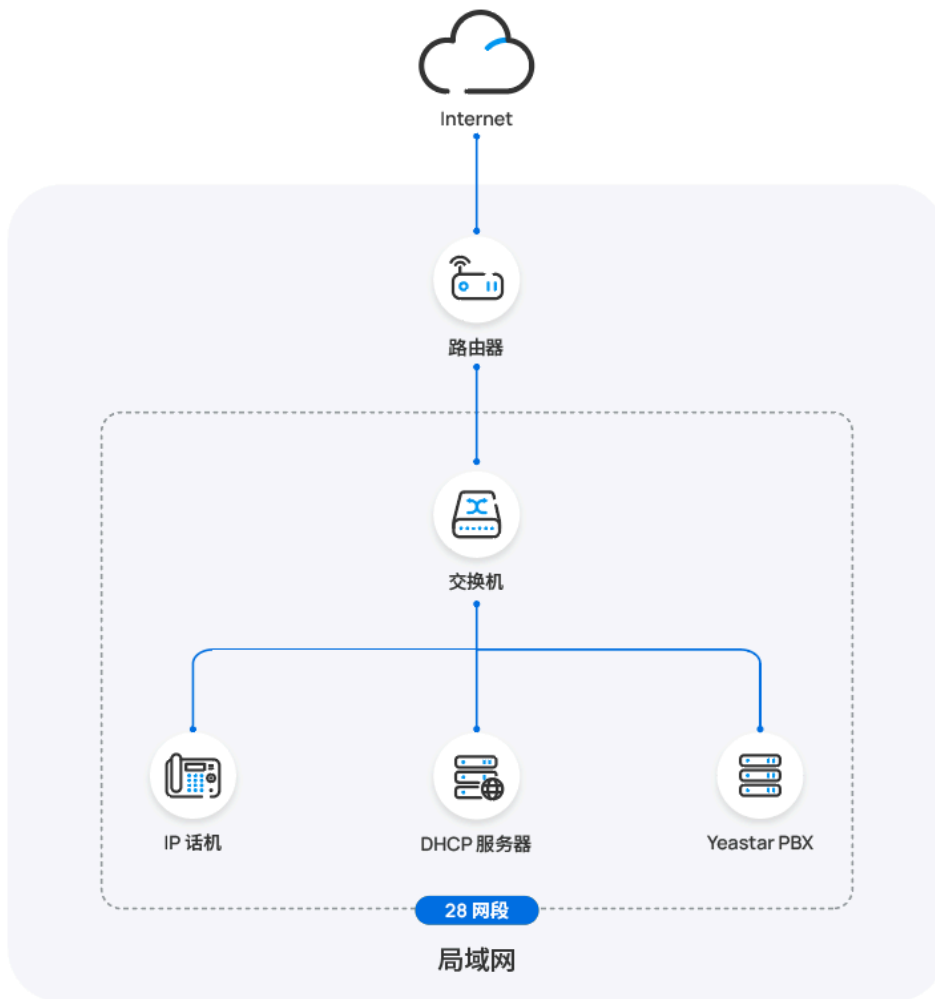 Internet
路由器
交换机
IP 话机
DHCP 服务器
Yeastar PBX
28 网段
局域网